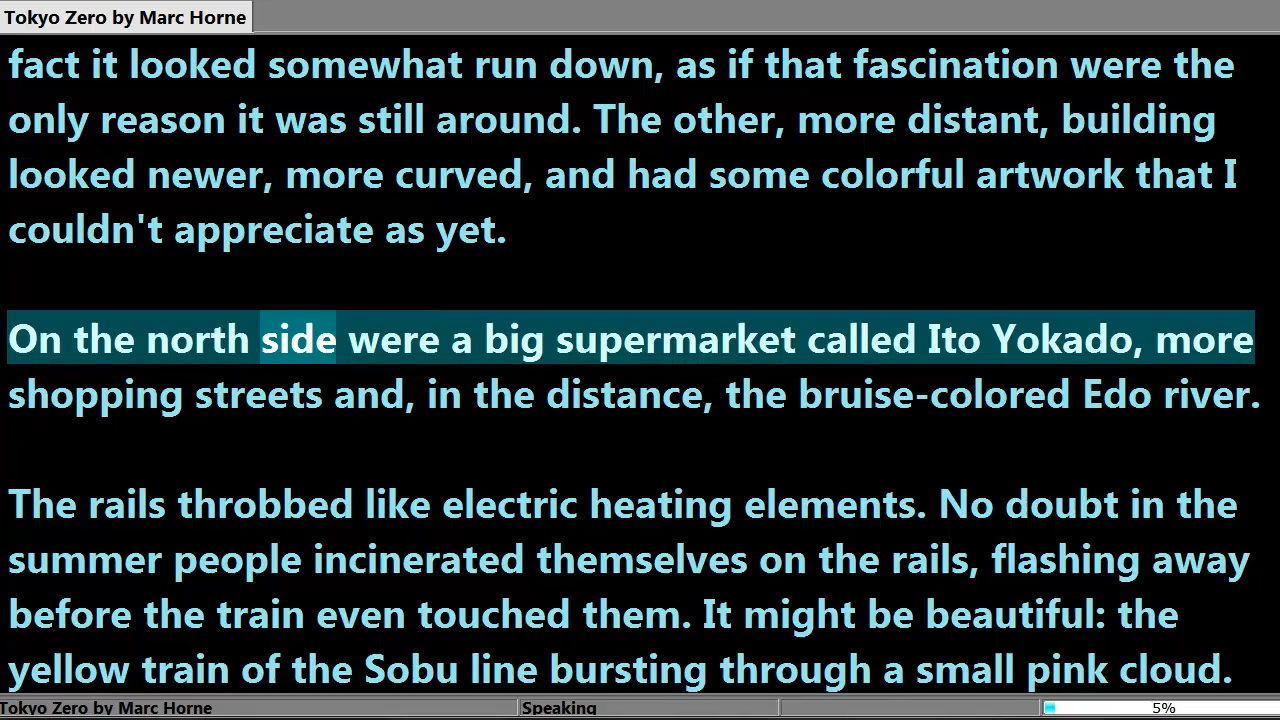 Tokyo Zero by Marc Horne
fact it looked somewhat run down, as if that fascination were the
only reason it was still around. The other, more distant, building
looked newer, more curved, and had some colorful artwork that I
couldn't appreciate as yet.
On the north side were a big supermarket called Ito Yokado, more
shopping streets and, in the distance, the bruise-colored Edo river.
The rails throbbed like electric heating elements. No doubt in the
summer people incinerated themselves on the rails, flashing away
before the train even touched them. It might be beautiful: the
yellow train of the Sobu line bursting through a small pink cloud.
Tokyo Zero by Marc Horne Speaking 5%